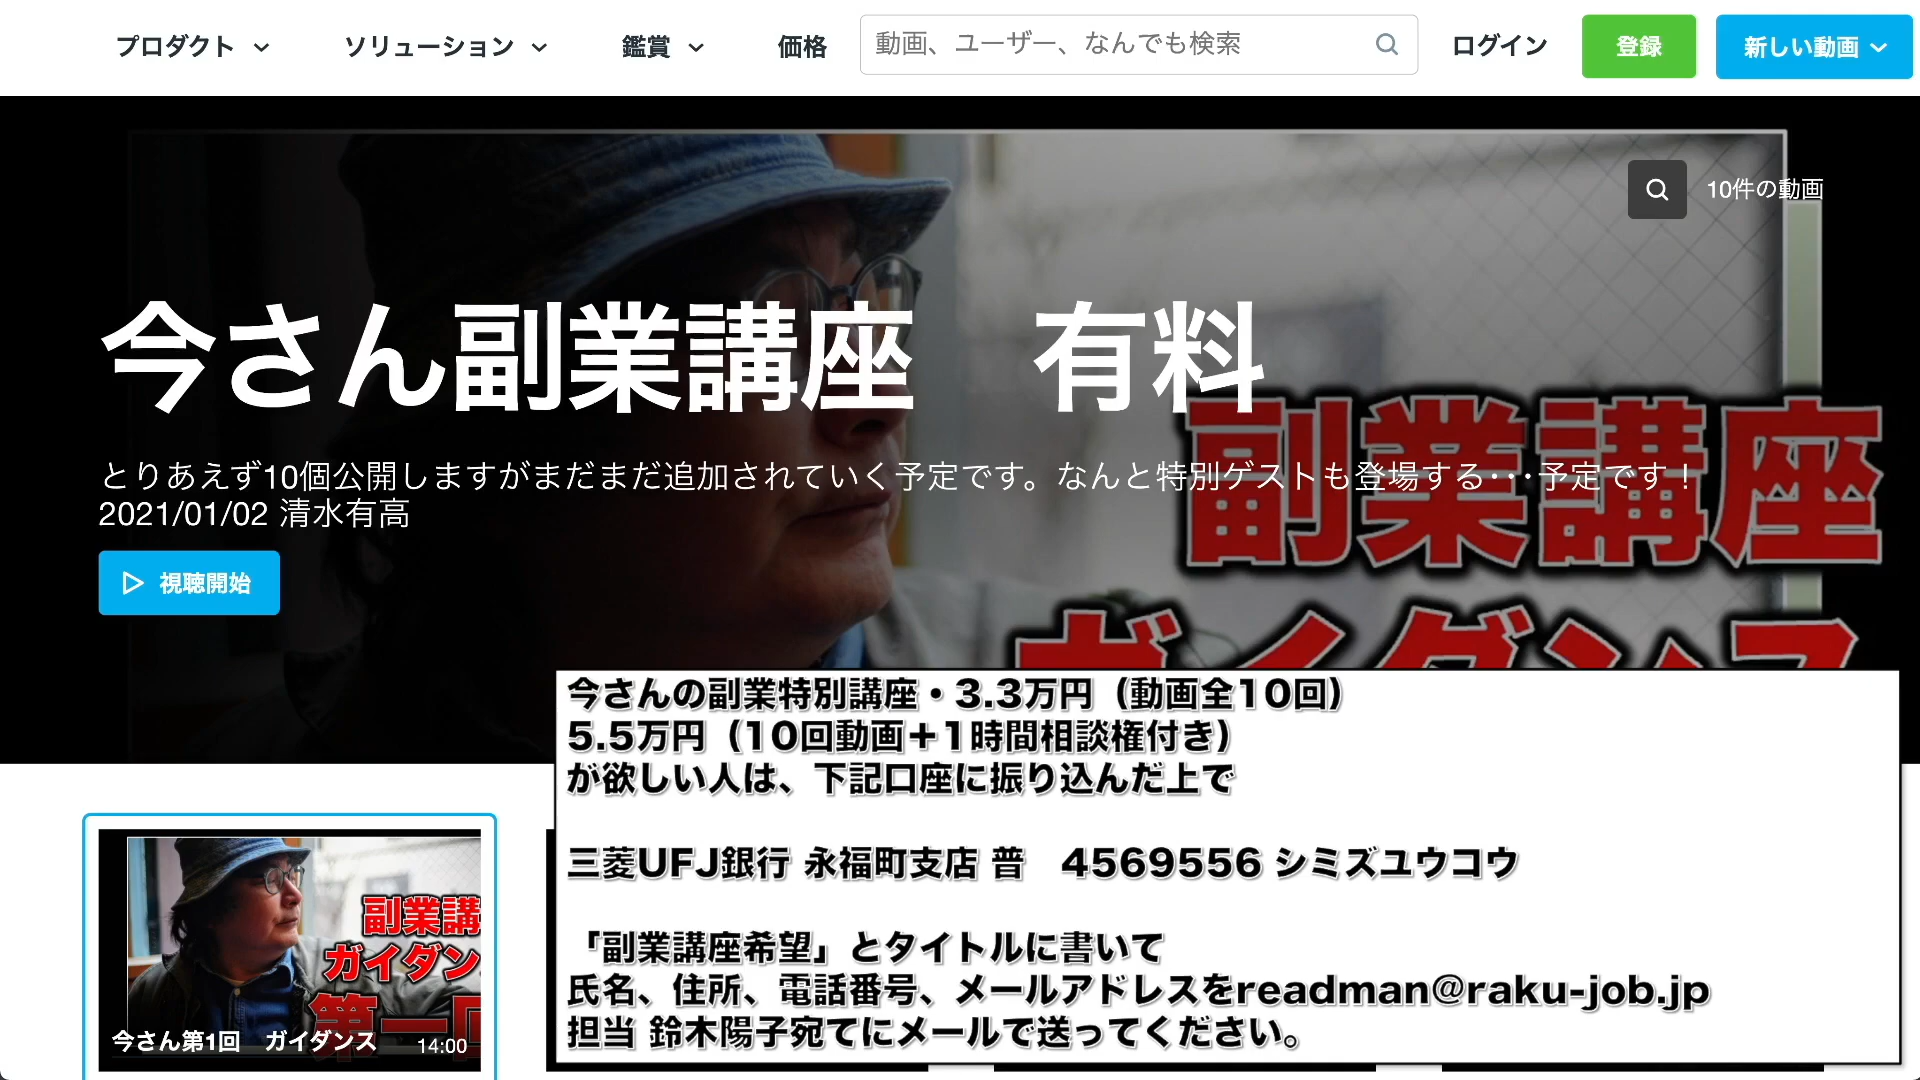 プロダクト
ソリューション
鑑賞
価格
動画、ユーザー、なんでも検索
ログイン
登録
新しい動画
10件の動画
今さん副業講座　有料
副業講座
ガイダンス
とりあえず10個公開しますがまだまだ追加されていく予定です。なんと特別ゲストも登場する･･･予定です！
2021/01/02 清水有高
視聴開始
今さんの副業特別講座・3.3万円（動画全10回）
5.5万円（10回動画+1時間相談権付き）
が欲しい人は、下記口座に振り込んだ上で
三菱UFJ銀行 永福町支店 普　4569556 シミズユウコウ
「副業講座希望」とタイトルに書いて
氏名、住所、電話番号、メールアドレスをreadman@raku-job.jp
担当 鈴木陽子宛てにメールで送ってください。
副業講
ガイダン
第一回
今さん第1回　ガイダンス
14:00